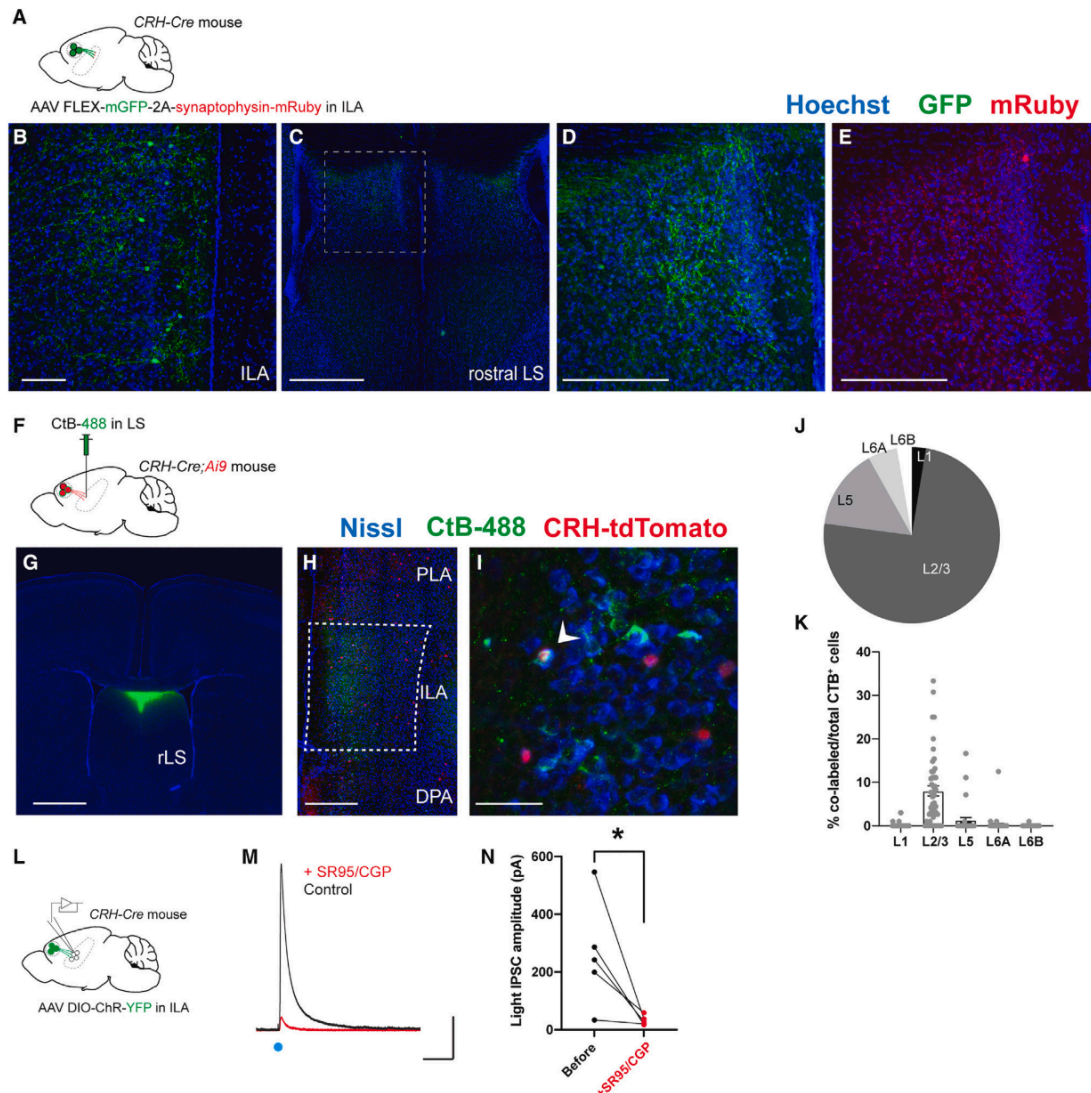 A
CRH-Cre mouse
AAV FLEX-mGFP-2A-synaptophysin-mRuby in ILA
Hoechst GFP mRuby
B
ILA
C
rostral LS
D
E
F
CtB-488 in LS
CRH-Cre;Ai9 mouse
Nissl CtB-488 CRH-tdTomato
G
rLS
H
PLA
ILA
DPA
I
J
L6B
L1
L6A
L5
L2/3
K
% co-labeled/total CTB+ cells
40
30
20
10
0
L1 L2/3 L5 L6A L6B
L
CRH-Cre mouse
AAV DIO-ChR-YFP in ILA
M
+ SR95/CGP
Control
N
*
Light IPSC amplitude (pA)
600
400
200
0
Before
+SR95/CGP